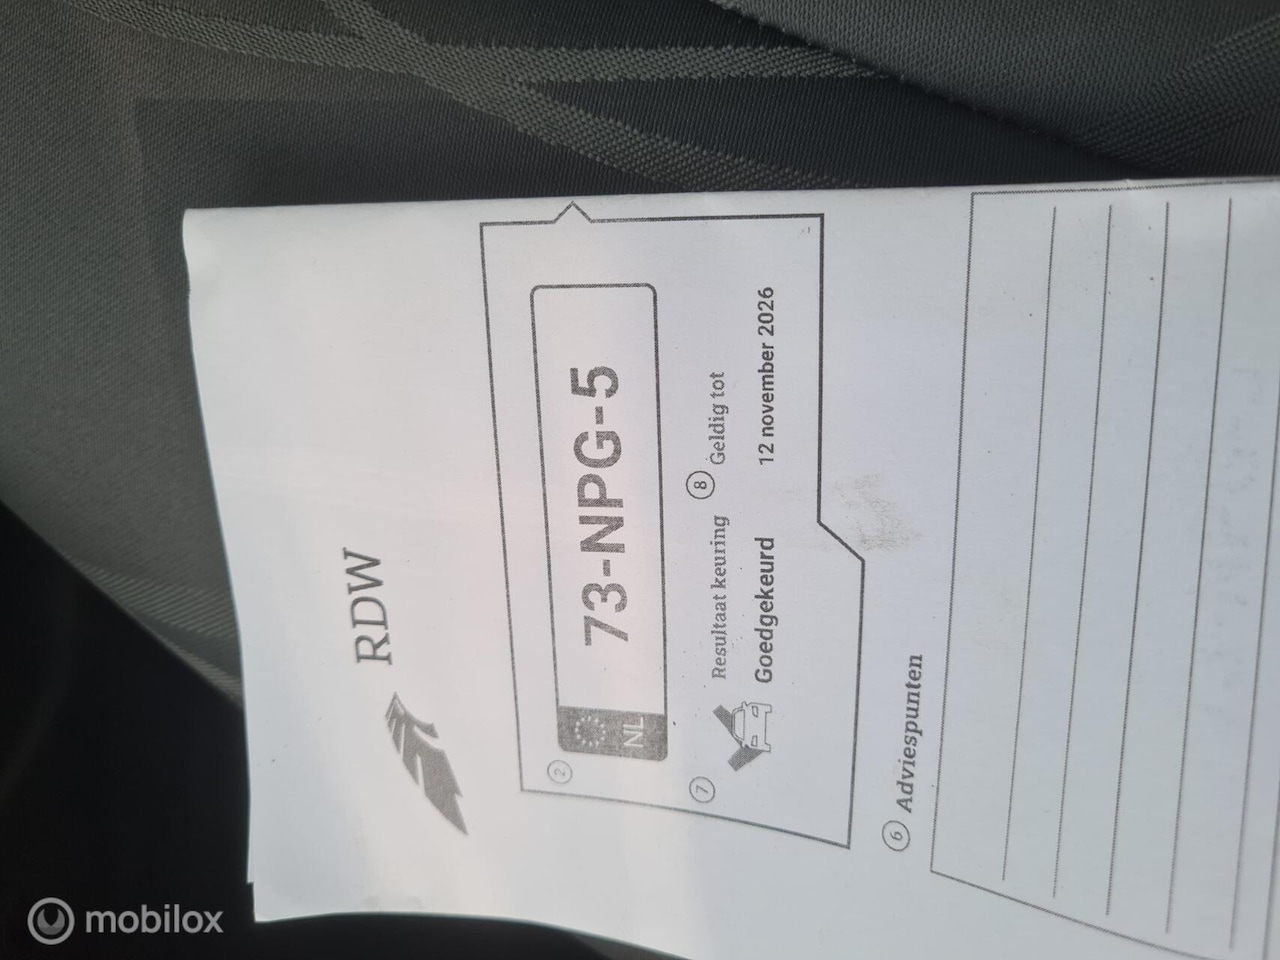 RDW
2
NL
73-NPG-5
7 Resultaat keuring
Goedgekeurd
8 Geldig tot
12 november 2026
6 Adviespunten
mobilox